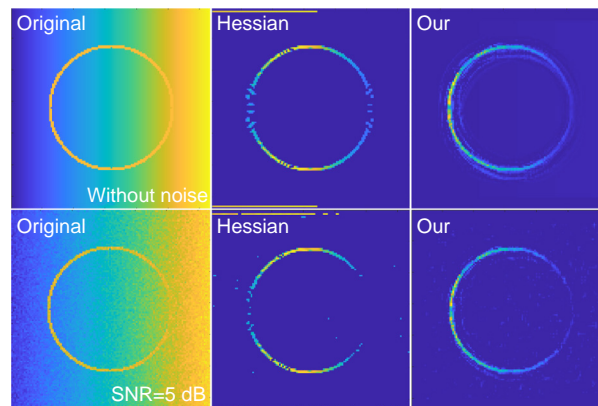 Original
Hessian
Our
Without noise
Original
Hessian
Our
SNR=5 dB